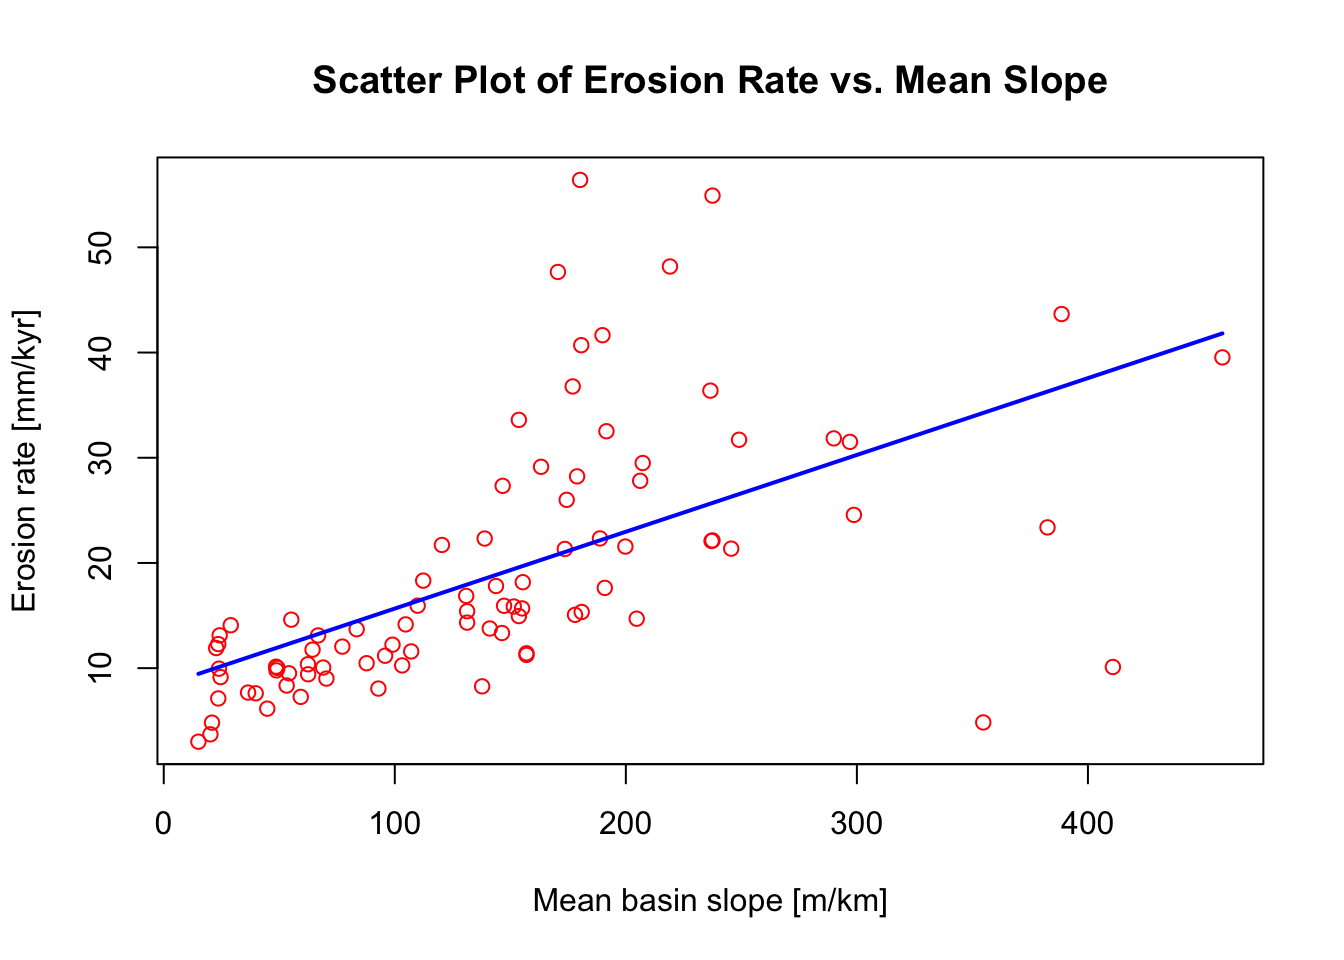 Scatter Plot of Erosion Rate vs. Mean Slope
Erosion rate [mm/kyr]
50
40
30
20
10
0 100 200 300 400
Mean basin slope [m/km]